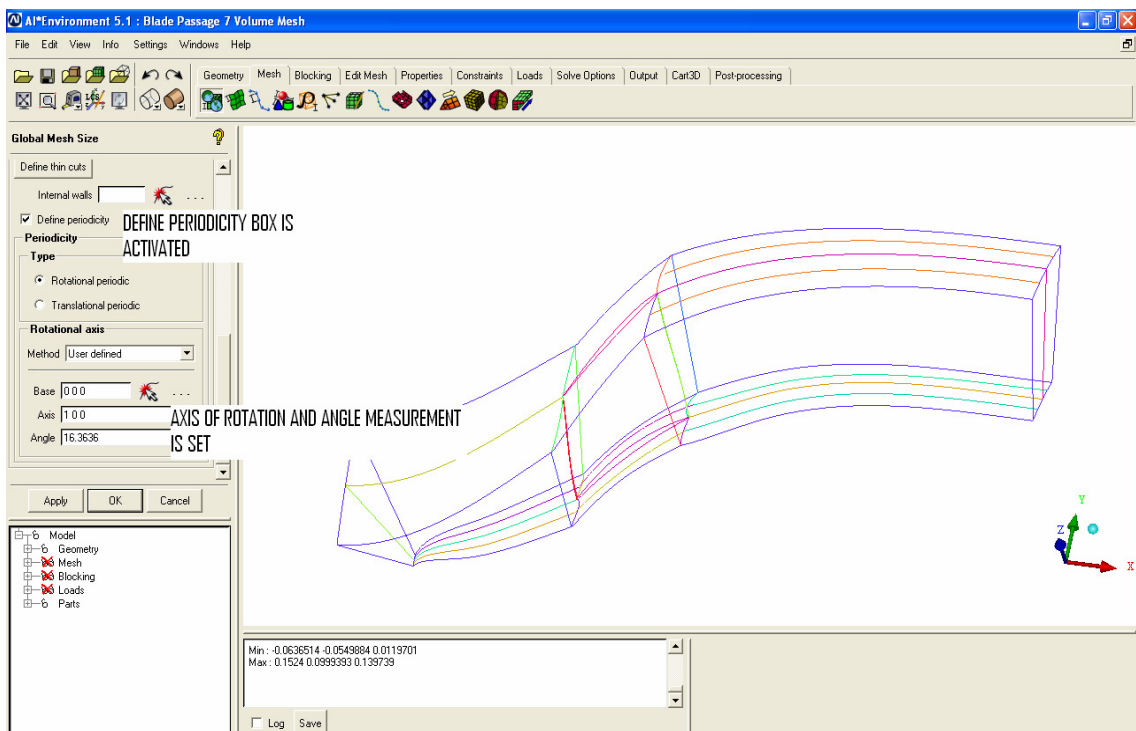 AI*Environment 5.1 : Blade Passage 7 Volume Mesh
File Edit View Info Settings Windows Help
Geometry Mesh Blocking Edit Mesh Properties Constraints Loads Solve Options Output Cart3D Post-processing
Global Mesh Size
Define thin cuts
Internal walls
Define periodicity
DEFINE PERIODICITY BOX IS
ACTIVATED
Periodicity
Type
Rotational periodic
Translational periodic
Rotational axis
Method User defined
Base 0 0 0
Axis 1 0 0
Angle 16.3636
AXIS OF ROTATION AND ANGLE MEASUREMENT
IS SET
Apply OK Cancel
Model
Geometry
Mesh
Blocking
Loads
Parts
Y
Z
X
Min : -0.0636514 -0.0549884 0.0119701
Max : 0.1524 0.0999393 0.139739
Log Save